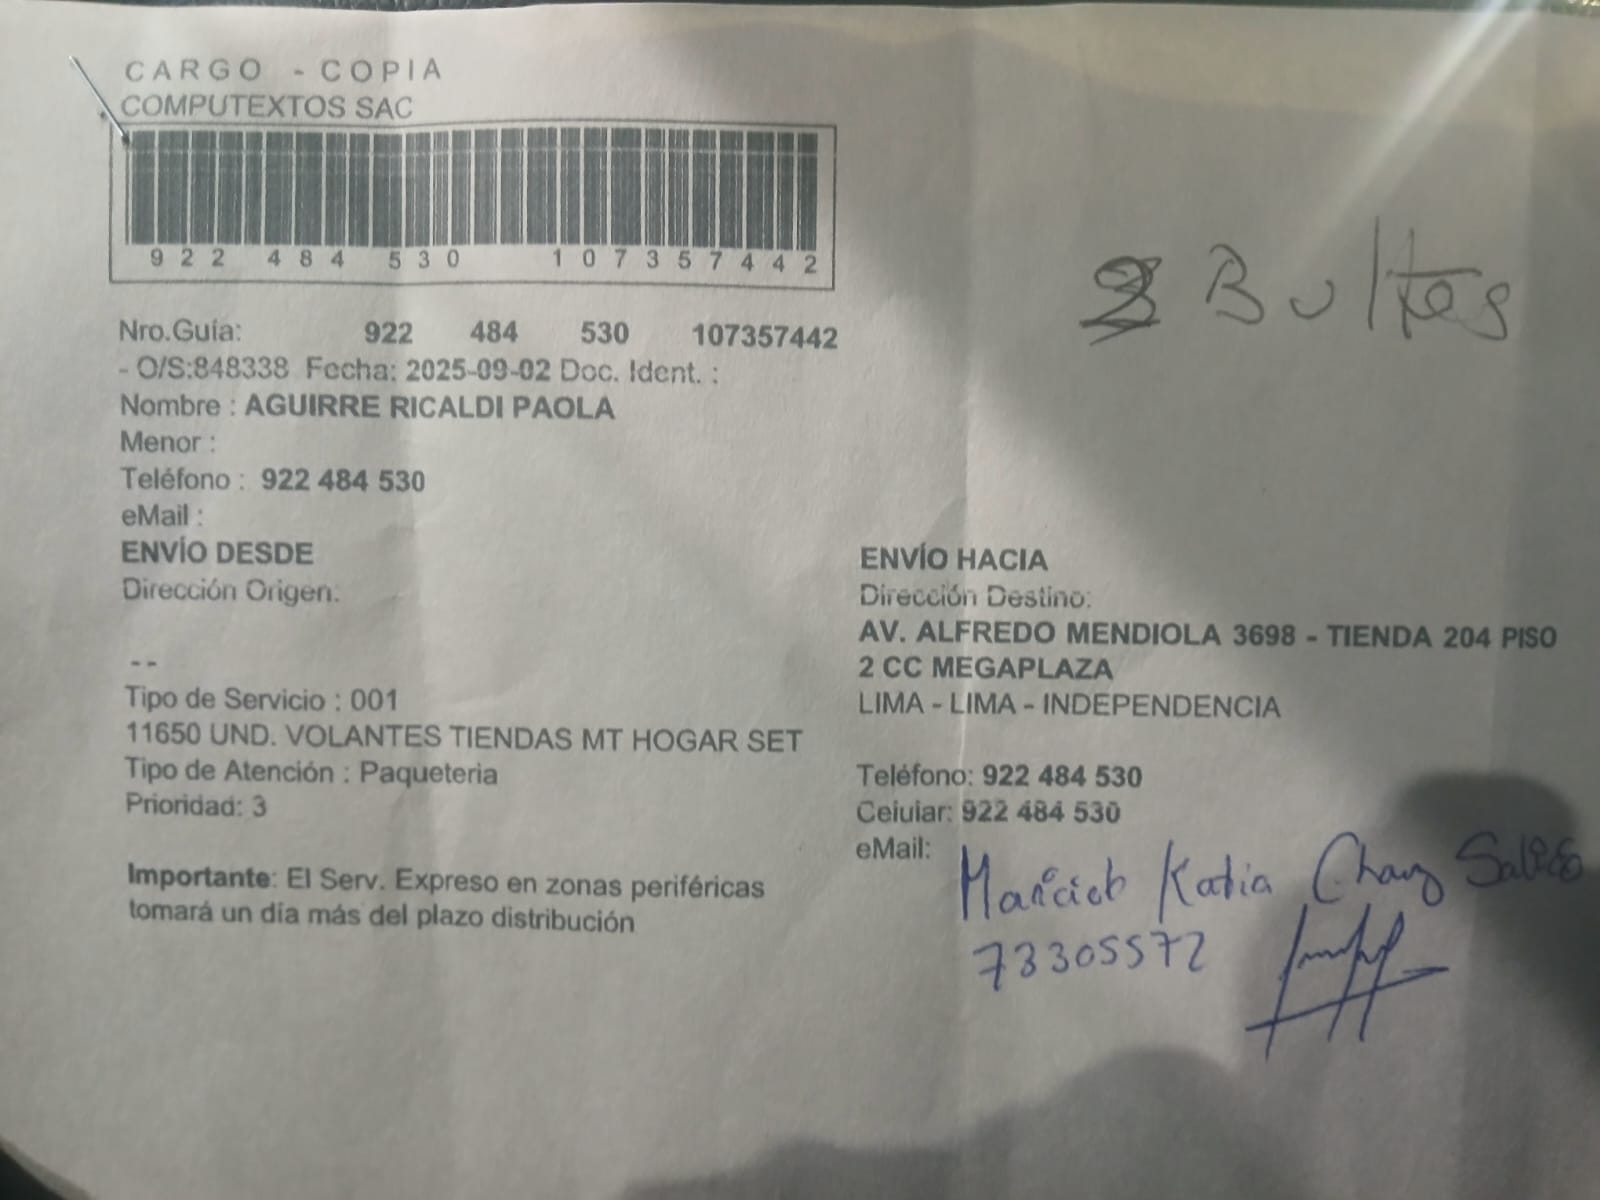 CARGO - COPIA
COMPUTEXTOS SAC
922 484 530 107357442
Bultos
Nro.Guía: 922 484 530 107357442
- O/S:848338 Fecha: 2025-09-02 Doc. Ident. :
Nombre : AGUIRRE RICALDI PAOLA
Menor :
Teléfono : 922 484 530
eMail :
ENVÍO DESDE
Dirección Origen:
--
Tipo de Servicio : 001
11650 UND. VOLANTES TIENDAS MT HOGAR SET
Tipo de Atención : Paqueteria
Prioridad: 3
Importante: El Serv. Expreso en zonas periféricas
tomará un día más del plazo distribución
ENVÍO HACIA
Dirección Destino:
AV. ALFREDO MENDIOLA 3698 - TIENDA 204 PISO
2 CC MEGAPLAZA
LIMA - LIMA - INDEPENDENCIA
Teléfono: 922 484 530
Celular: 922 484 530
eMail:
Katia
73305572